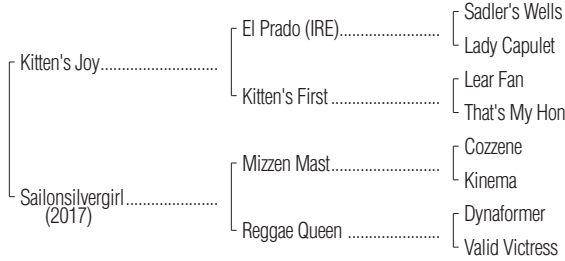 Sadler's Wells
El Prado (IRE)
Lady Capulet
Kitten's Joy
Lear Fan
Kitten's First
That's My Hon
Cozzene
Mizzen Mast
Kinema
Sailonsilvergirl
(2017)
Dynaformer
Reggae Queen
Valid Victress